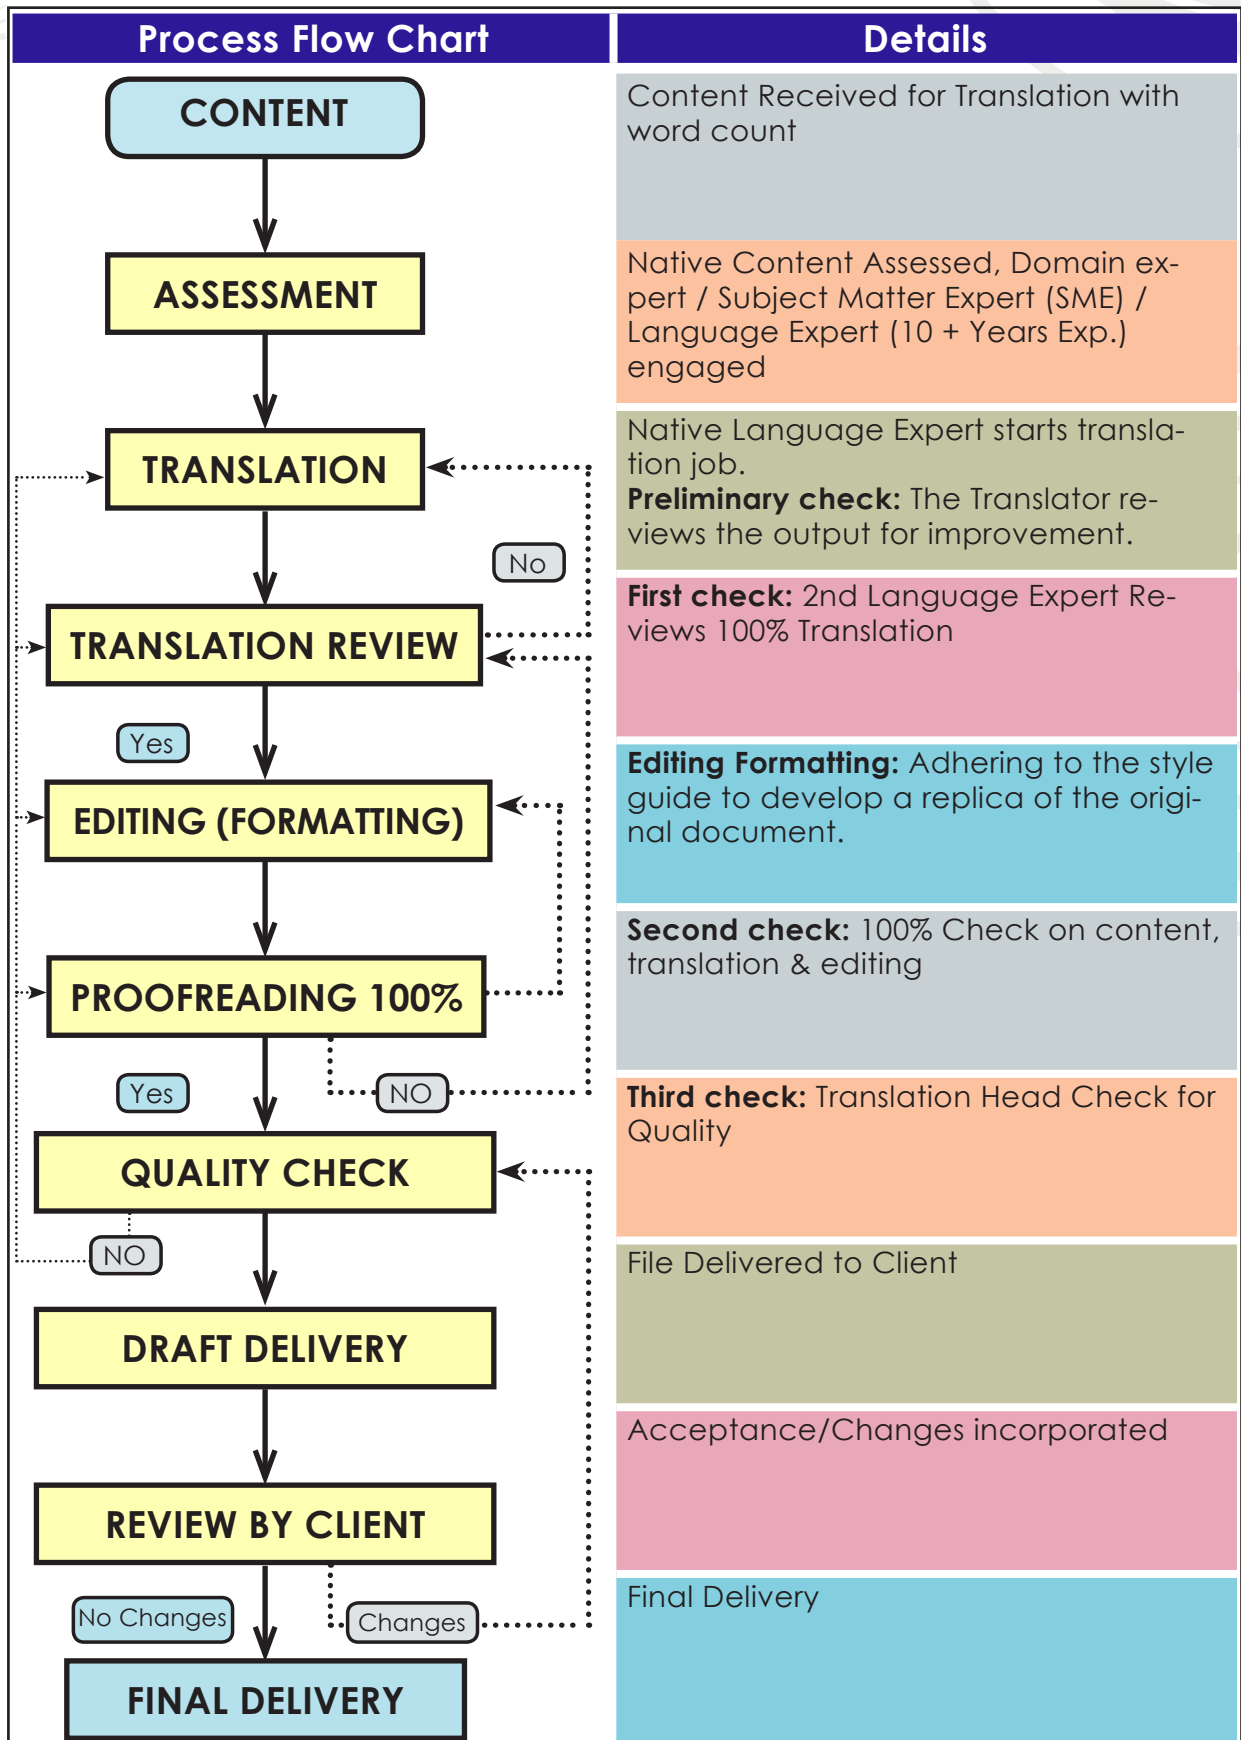 Process Flow Chart
Details
CONTENT
Content Received for Translation with
word count
ASSESSMENT
Native Content Assessed, Domain ex-
pert / Subject Matter Expert (SME) /
Language Expert (10 + Years Exp.)
engaged
TRANSLATION
Native Language Expert starts transla-
tion job.
Preliminary check: The Translator re-
views the output for improvement.
No
TRANSLATION REVIEW
First check: 2nd Language Expert Re-
views 100% Translation
Yes
EDITING (FORMATTING)
Editing Formatting: Adhering to the style
guide to develop a replica of the origi-
nal document.
PROOFREADING 100%
Second check: 100% Check on content,
translation & editing
Yes
NO
QUALITY CHECK
Third check: Translation Head Check for
Quality
NO
DRAFT DELIVERY
File Delivered to Client
REVIEW BY CLIENT
Acceptance/Changes incorporated
No Changes
Changes
FINAL DELIVERY
Final Delivery